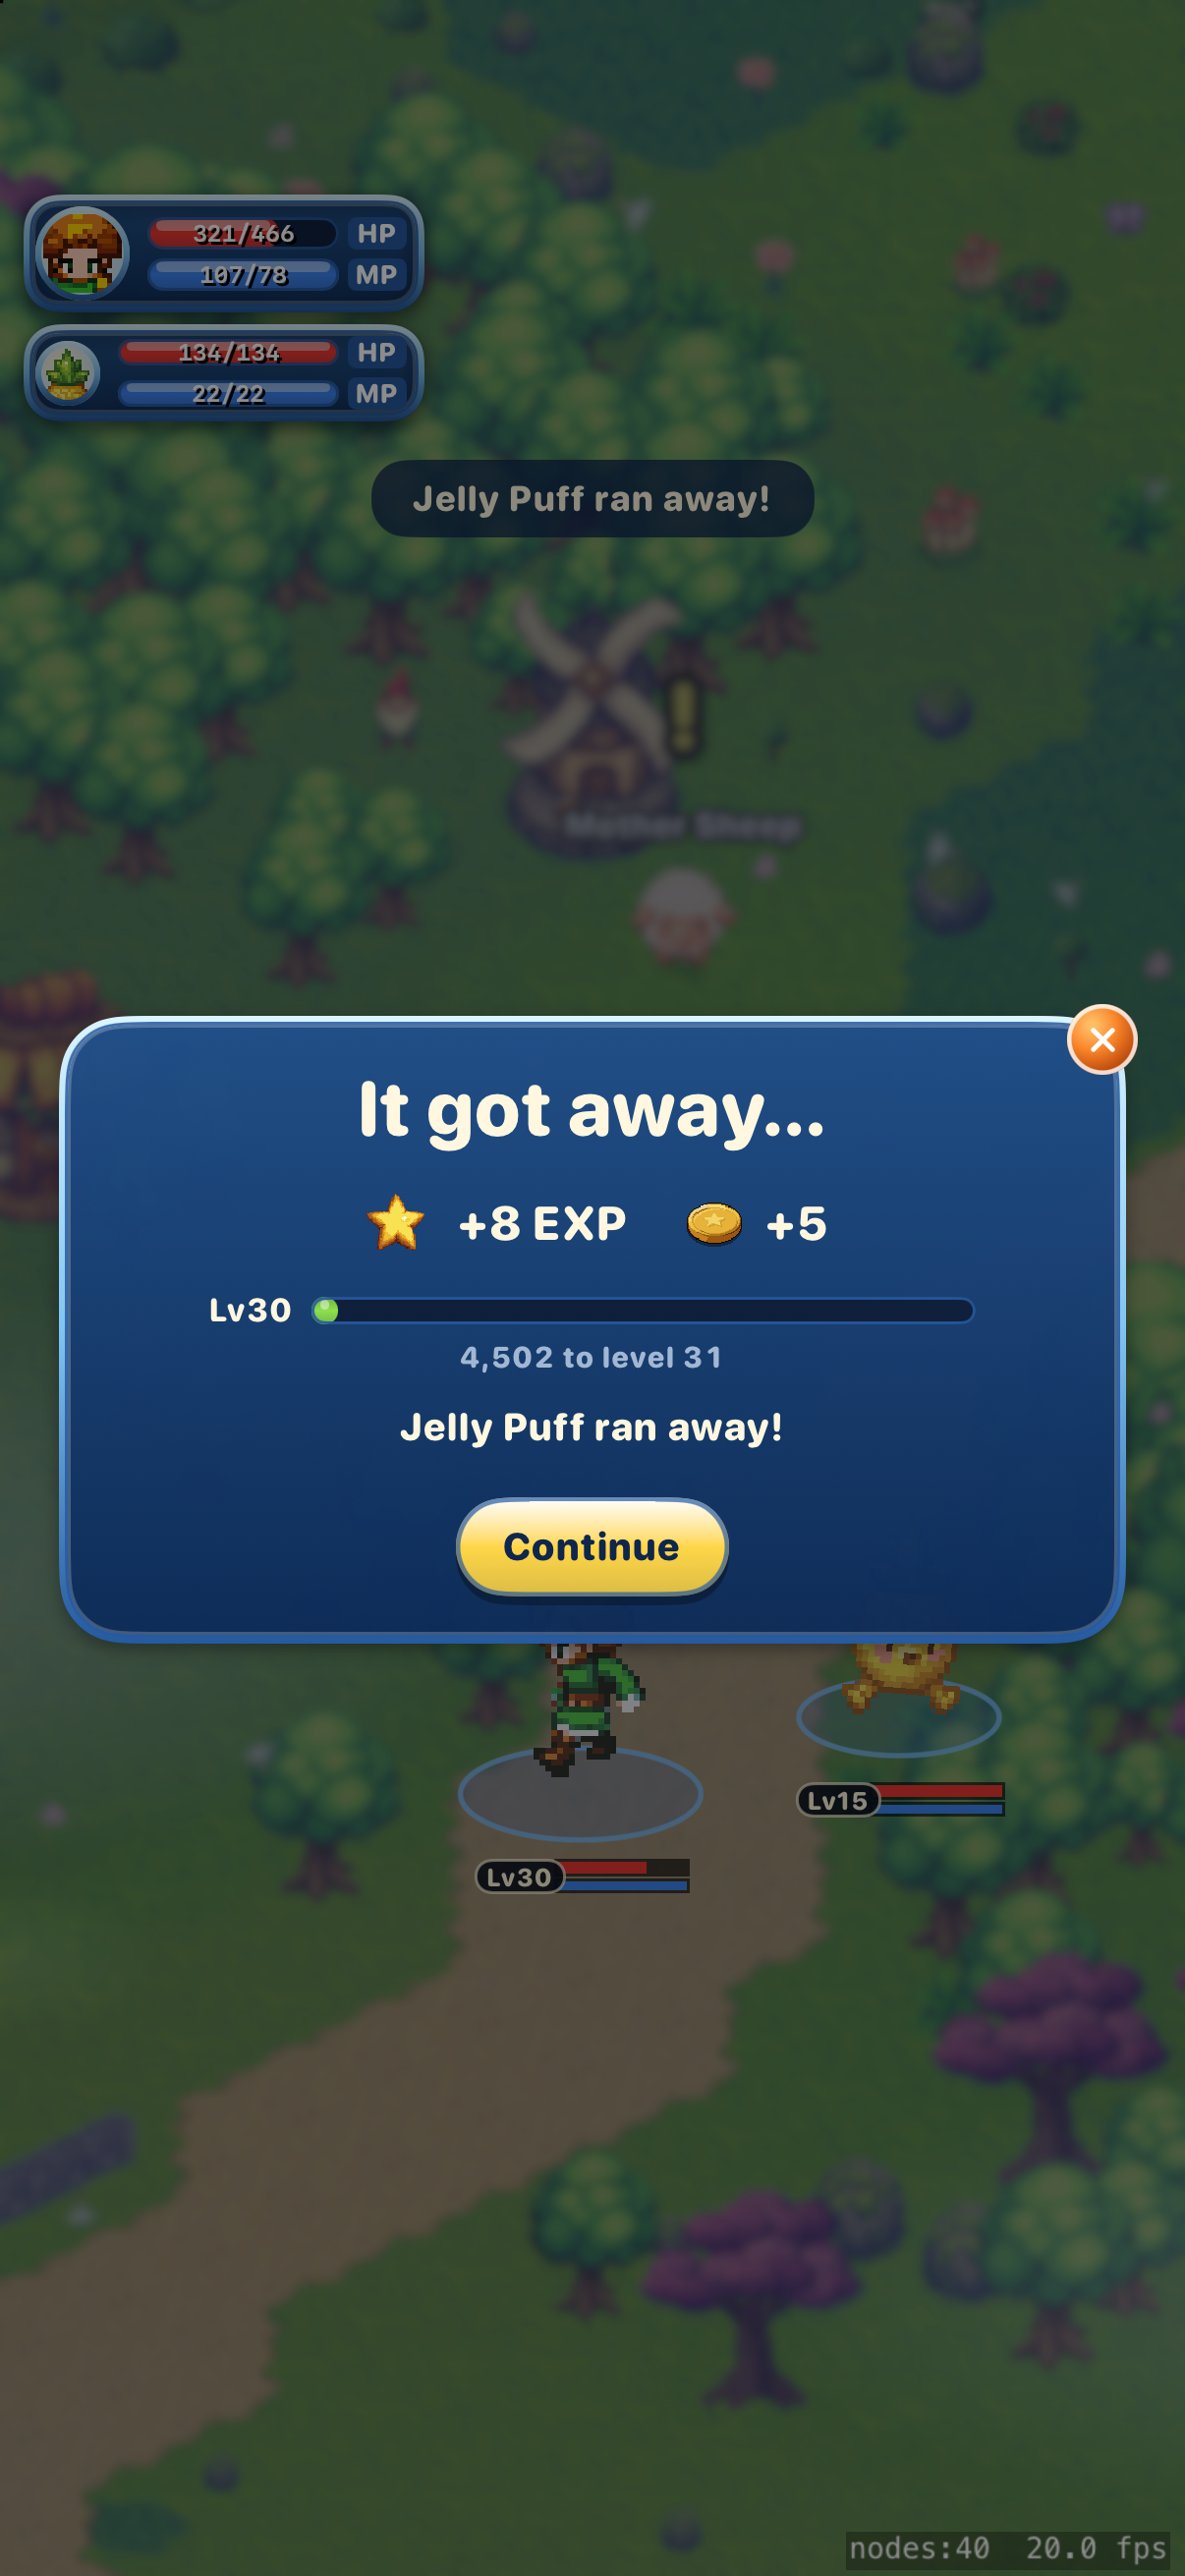 321/466 HP
107/78 MP
134/134 HP
22/22 MP
Jelly Puff ran away!
Mother Sheep
It got away...
+8 EXP +5
Lv30
4,502 to level 31
Jelly Puff ran away!
Continue
Lv15
Lv30
nodes:40 20.0 fps